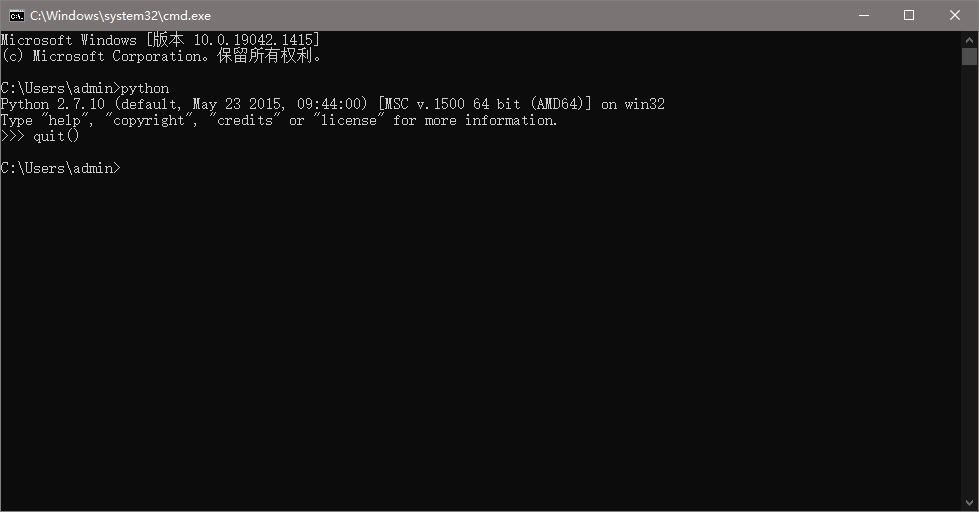 C:\Windows\system32\cmd.exe
Microsoft Windows [版本 10.0.19042.1415]
(c) Microsoft Corporation。保留所有权利。
C:\Users\admin>python
Python 2.7.10 (default, May 23 2015, 09:44:00) [MSC v.1500 64 bit (AMD64)] on win32
Type "help", "copyright", "credits" or "license" for more information.
>>> quit()
C:\Users\admin>